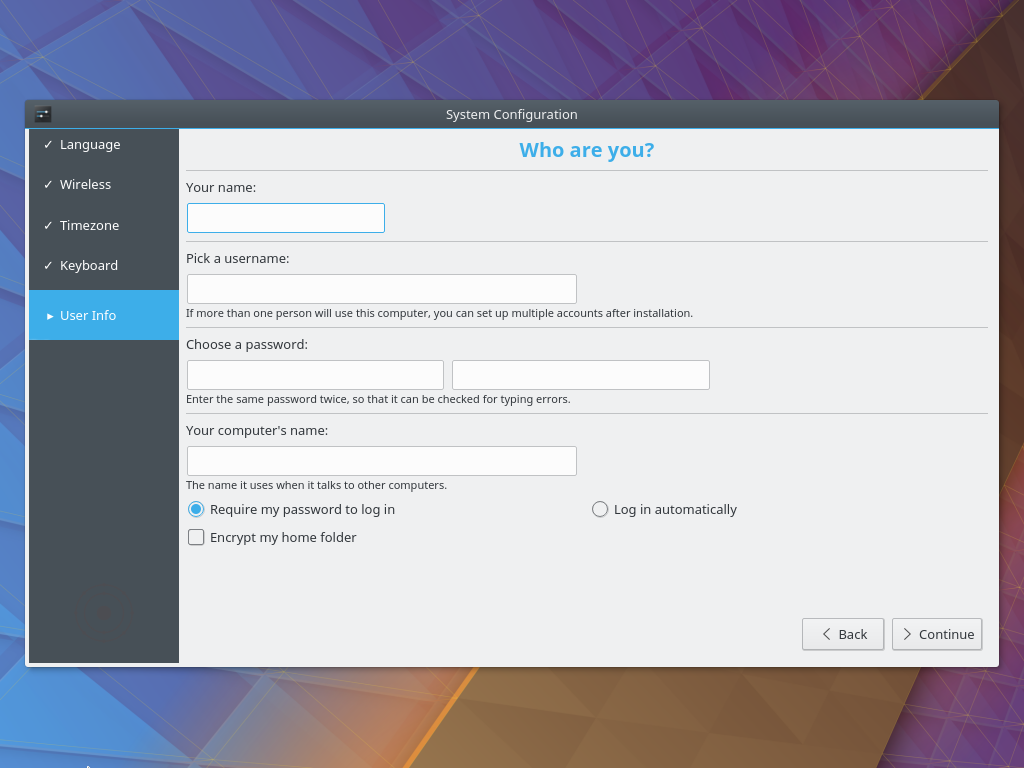 System Configuration
✓ Language
✓ Wireless
✓ Timezone
✓ Keyboard
▸ User Info
Who are you?
Your name:
Pick a username:
If more than one person will use this computer, you can set up multiple accounts after installation.
Choose a password:
Enter the same password twice, so that it can be checked for typing errors.
Your computer's name:
The name it uses when it talks to other computers.
Require my password to log in
Log in automatically
Encrypt my home folder
Back
Continue